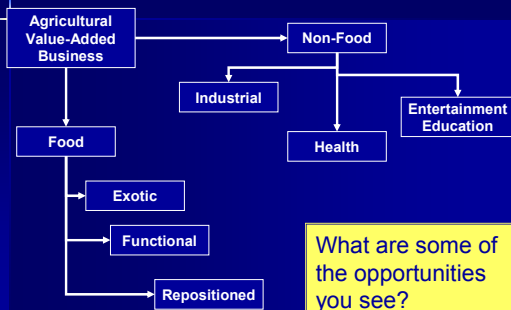 Agricultural
Value-Added
Business
Non-Food
Industrial
Entertainment
Education
Food
Health
Exotic
Functional
Repositioned
What are some of
the opportunities
you see?